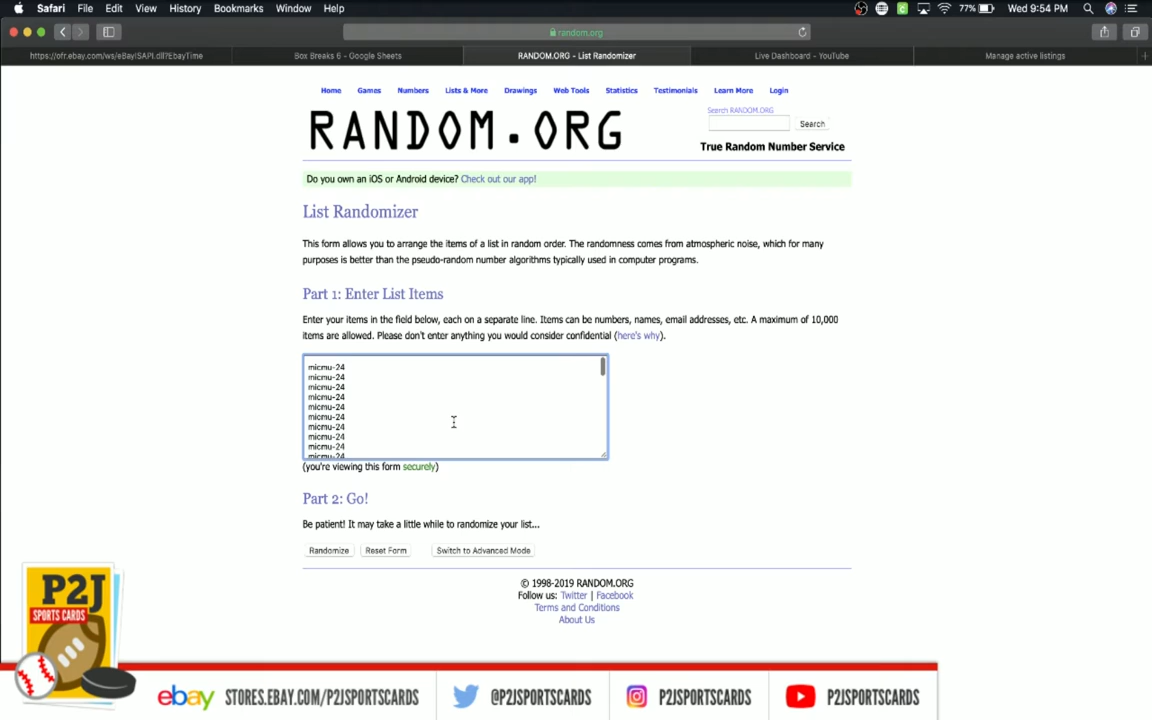 Safari File Edit View History Bookmarks Window Help 77% Wed 9:54 PM
random.org
https://ofr.ebay.com/ws/eBayISAPI.dll?EbayTime Box Breaks 6 - Google Sheets RANDOM.ORG - List Randomizer Live Dashboard - YouTube Manage active listings
Home Games Numbers Lists & More Drawings Web Tools Statistics Testimonials Learn More Login
RANDOM.ORG
Search RANDOM.ORG
Search
True Random Number Service
Do you own an iOS or Android device? Check out our app!
List Randomizer
This form allows you to arrange the items of a list in random order. The randomness comes from atmospheric noise, which for many
purposes is better than the pseudo-random number algorithms typically used in computer programs.
Part 1: Enter List Items
Enter your items in the field below, each on a separate line. Items can be numbers, names, email addresses, etc. A maximum of 10,000
items are allowed. Please don't enter anything you would consider confidential (here's why).
micmu-24
micmu-24
micmu-24
micmu-24
micmu-24
micmu-24
micmu-24
micmu-24
micmu-24
micmu-24
(you're viewing this form securely)
Part 2: Go!
Be patient! It may take a little while to randomize your list...
Randomize Reset Form Switch to Advanced Mode
© 1998-2019 RANDOM.ORG
Follow us: Twitter | Facebook
Terms and Conditions
About Us
P2J
SPORTS CARDS
ebay STORES.EBAY.COM/P2JSPORTSCARDS @P2JSPORTSCARDS P2JSPORTSCARDS P2JSPORTSCARDS